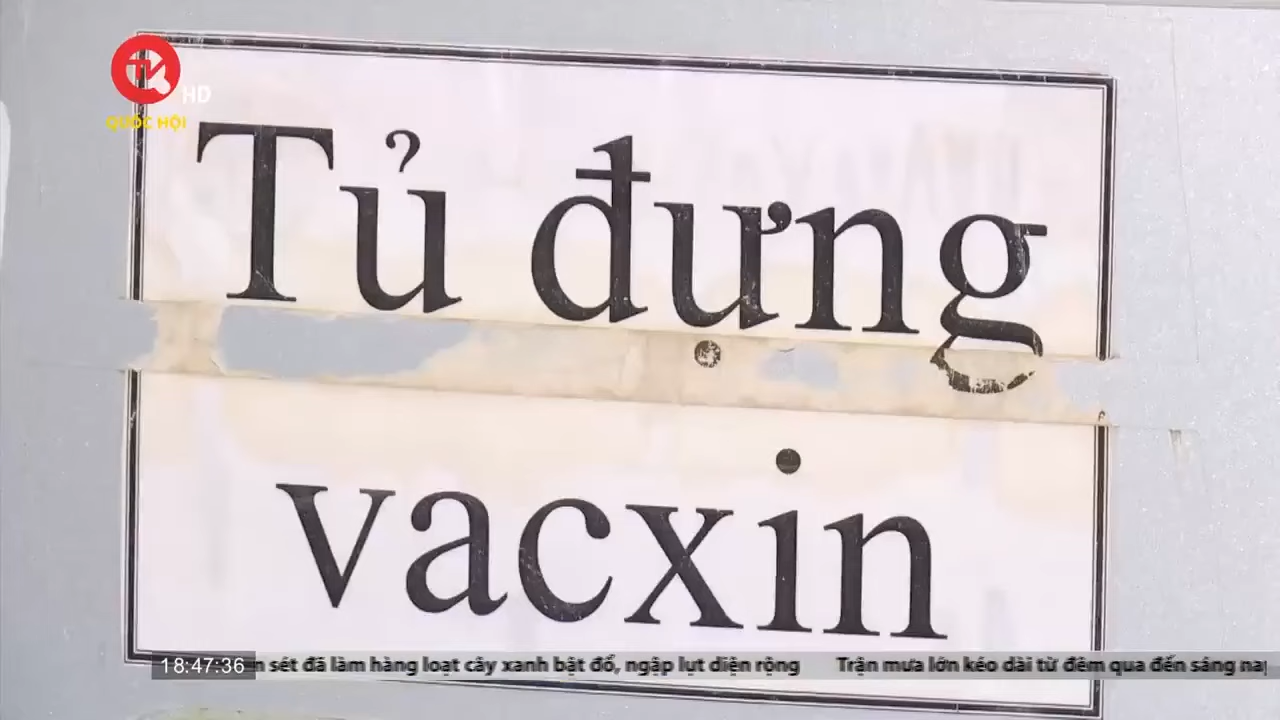 HD
QUỐC HỘI
Tủ đựng
vacxin
18:47:36 sét đã làm hàng loạt cây xanh bật đổ, ngập lụt diện rộng Trận mưa lớn kéo dài từ đêm qua đến sáng nay